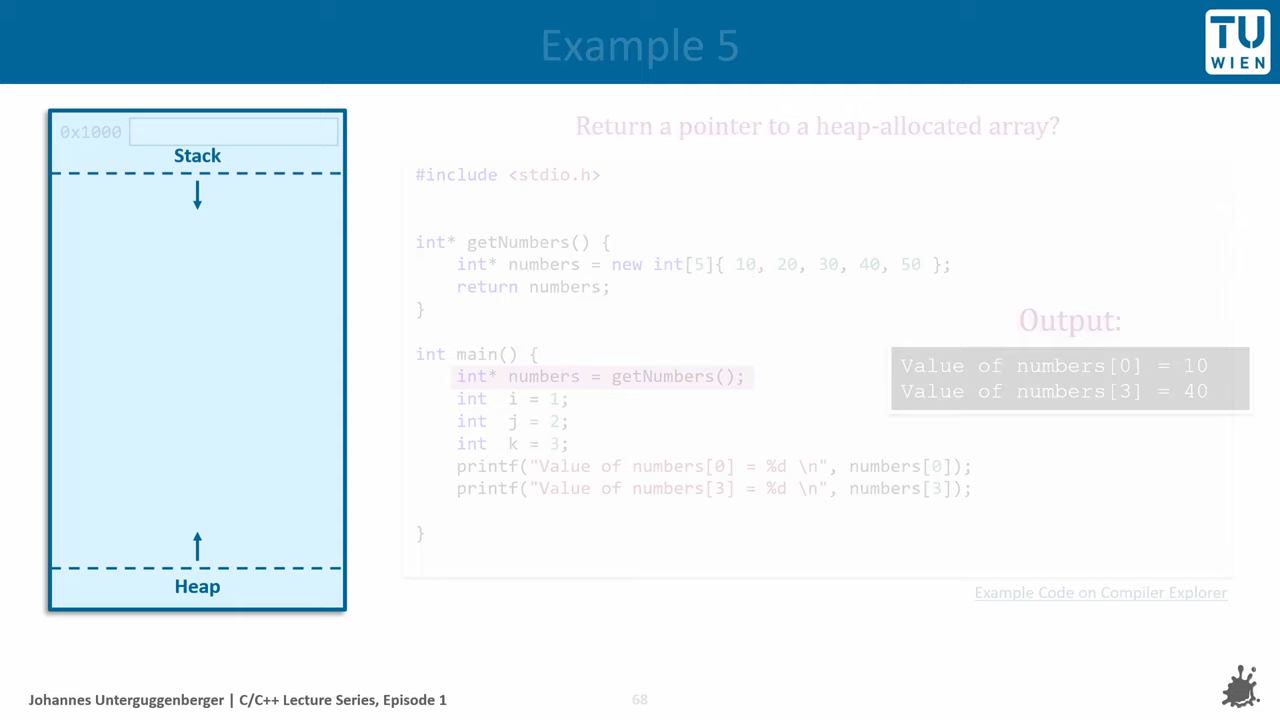 Example 5
TU
WIEN
0x1000
Stack
Heap
Return a pointer to a heap-allocated array?
#include <stdio.h>
int* getNumbers() {
int* numbers = new int[5]{ 10, 20, 30, 40, 50 };
return numbers;
}
int main() {
int* numbers = getNumbers();
int  i = 1;
int  j = 2;
int  k = 3;
printf("Value of numbers[0] = %d \n", numbers[0]);
printf("Value of numbers[3] = %d \n", numbers[3]);
}
Output:
Value of numbers[0] = 10
Value of numbers[3] = 40
Example Code on Compiler Explorer
Johannes Unterguggenberger | C/C++ Lecture Series, Episode 1
68